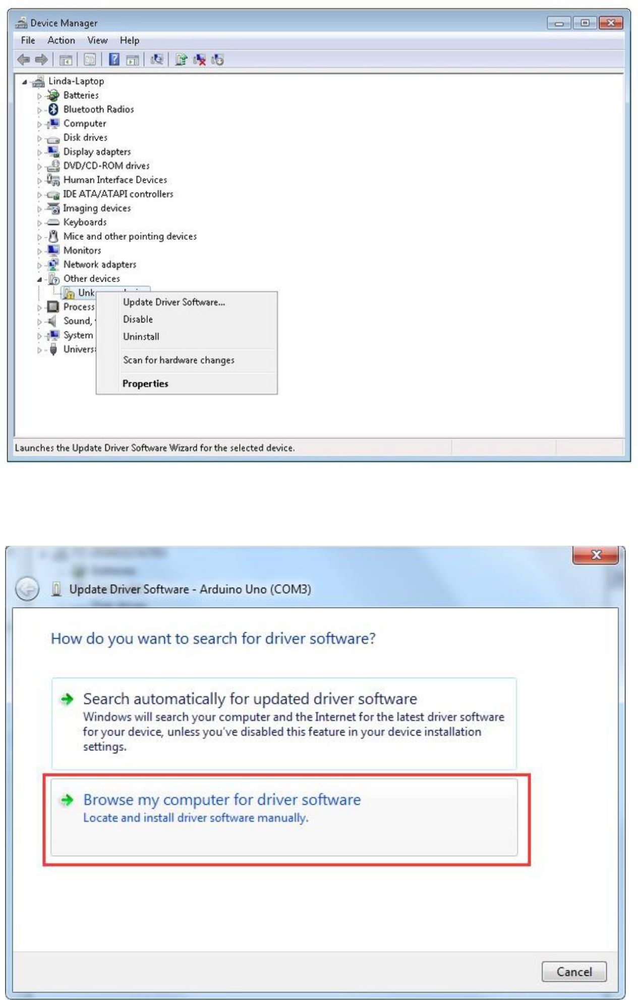 Device Manager
File Action View Help
Linda-Laptop
Batteries
Bluetooth Radios
Computer
Disk drives
Display adapters
DVD/CD-ROM drives
Human Interface Devices
IDE ATA/ATAPI controllers
Imaging devices
Keyboards
Mice and other pointing devices
Monitors
Network adapters
Other devices
Unk
Process
Sound,
System
Univers
Update Driver Software...
Disable
Uninstall
Scan for hardware changes
Properties
Launches the Update Driver Software Wizard for the selected device.
Update Driver Software - Arduino Uno (COM3)
How do you want to search for driver software?
Search automatically for updated driver software
Windows will search your computer and the Internet for the latest driver software
for your device, unless you've disabled this feature in your device installation
settings.
Browse my computer for driver software
Locate and install driver software manually.
Cancel